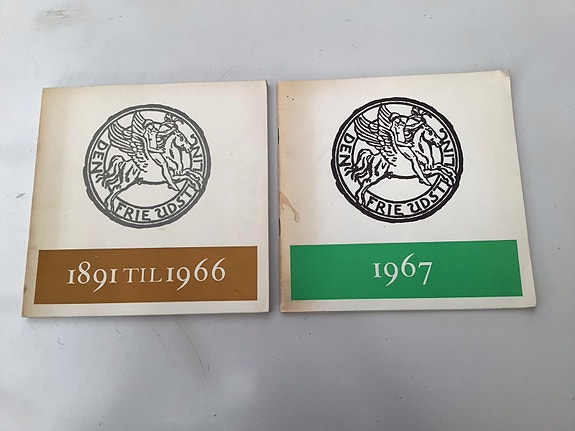 DEN FRIE UDSTILLING
1891 TIL 1966
DEN FRIE UDSTILLING
1967